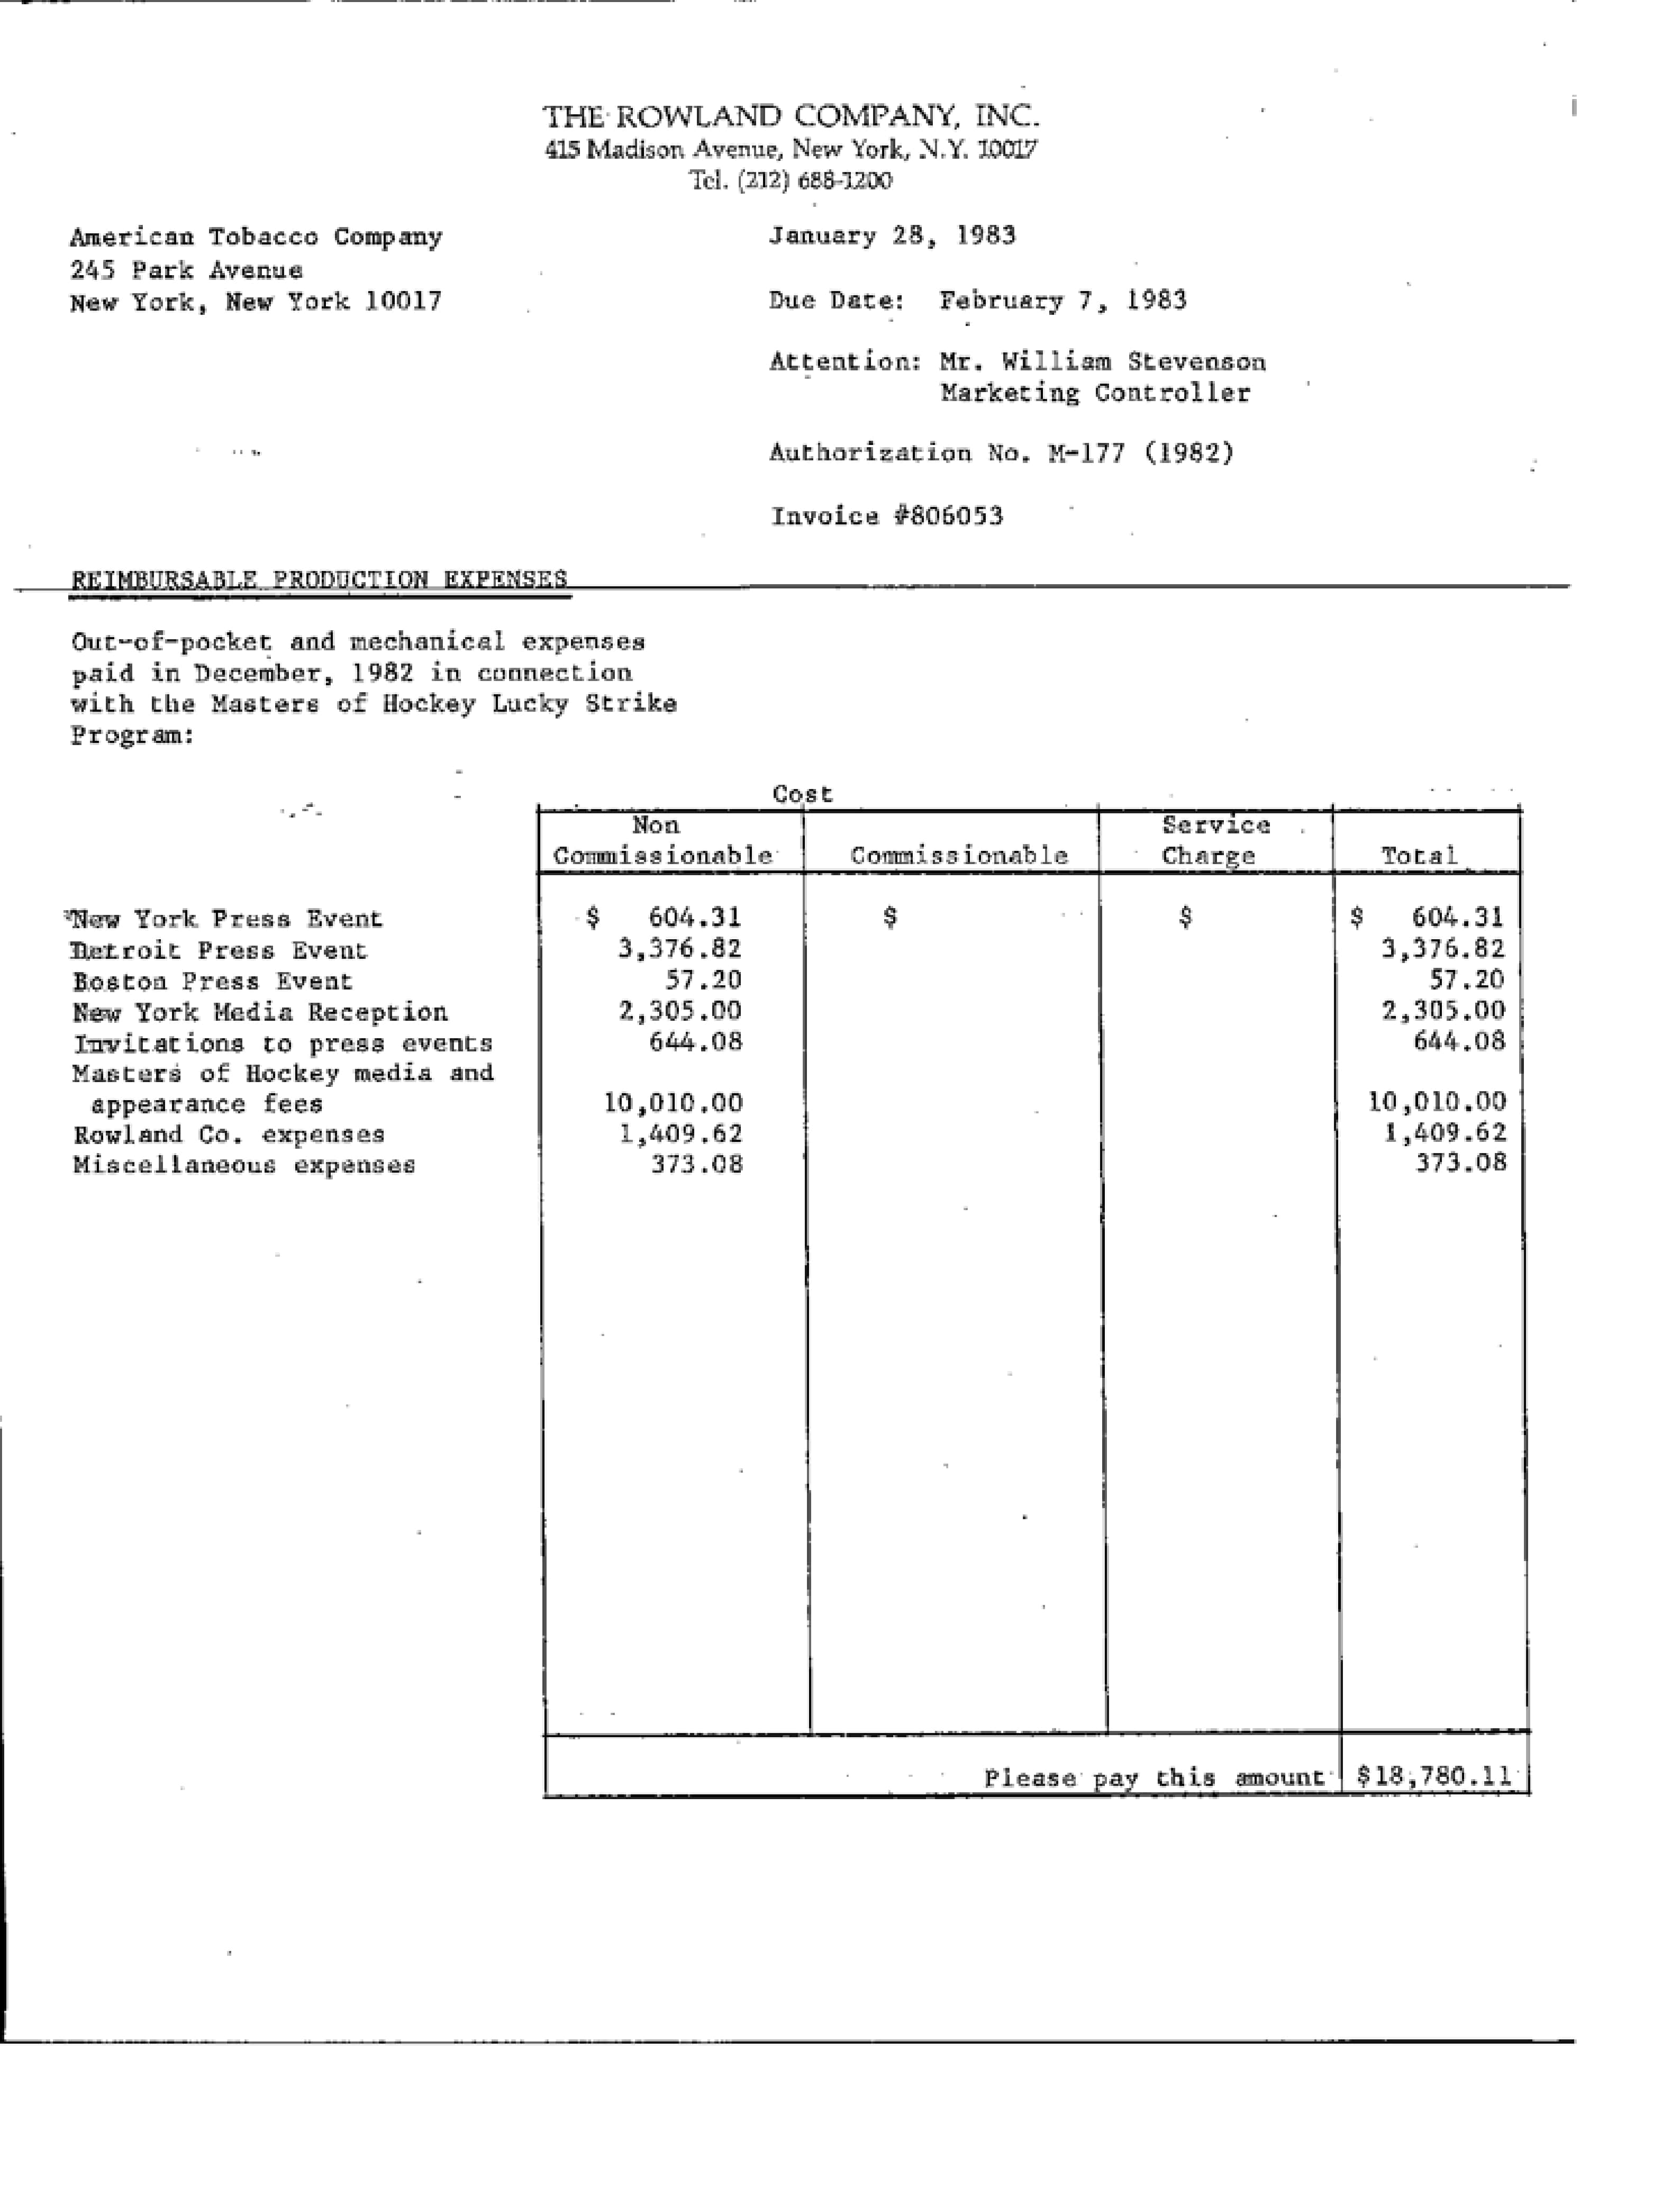 THE ROWLAND COMPANY, INC.
415 Madison Avenue, New York, N.Y. 10017
Tel. (212) 688-1200
American Tobacco Company
245 Park Avenue
New York, New York 10017
January 28, 1983
Due Date: February 7, 1983
Attention: Mr. William Stevenson
Marketing Controller
Authorization No. M-177 (1982)
Invoice #806053
REIMBURSABLE PRODUCTION EXPENSES
Out-of-pocket and mechanical expenses
paid in December, 1982 in connection
with the Masters of Hockey Lucky Strike
Program:
Cost
Non Service
Commissionable Commissionable Charge Total
New York Press Event $ 604.31 $ $ $ 604.31
Detroit Press Event 3,376.82 3,376.82
Boston Press Event 57.20 57.20
New York Media Reception 2,305.00 2,305.00
Invitations to press events 644.08 644.08
Masters of Hockey media and
appearance fees 10,010.00 10,010.00
Rowland Co. expenses 1,409.62 1,409.62
Miscellaneous expenses 373.08 373.08
Please pay this amount $18,780.11